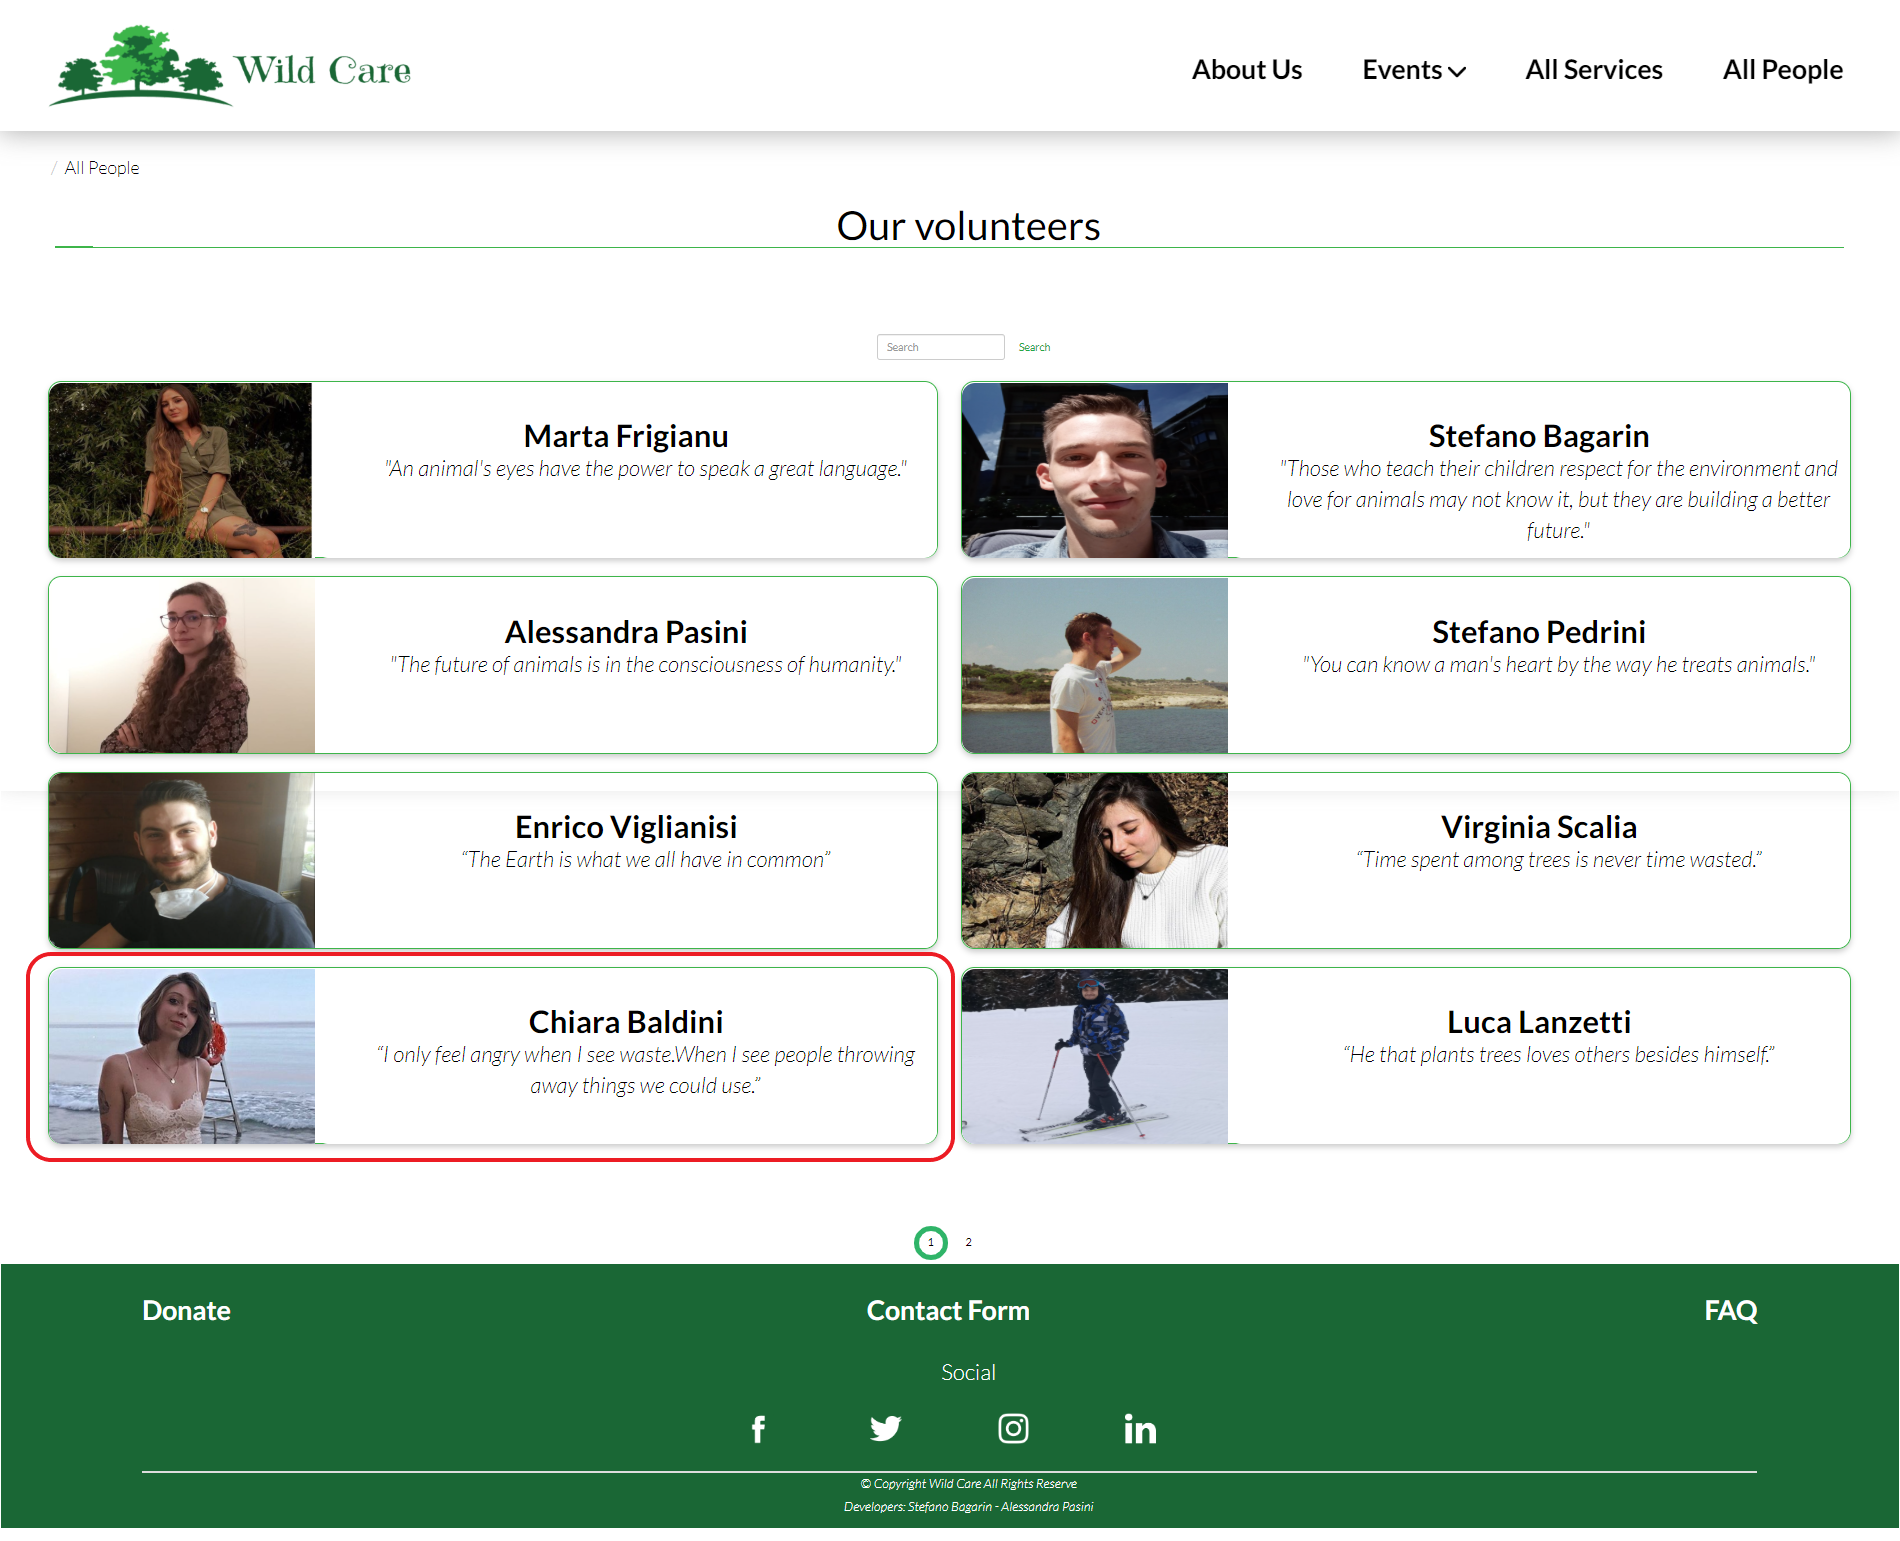 Wild Care
About Us
Events
All Services
All People
/ All People
Our volunteers
Search
Search
Marta Frigianu
"An animal's eyes have the power to speak a great language."
Stefano Bagarin
"Those who teach their children respect for the environment and
love for animals may not know it, but they are building a better
future."
Alessandra Pasini
"The future of animals is in the consciousness of humanity."
Stefano Pedrini
"You can know a man's heart by the way he treats animals."
Enrico Viglianisi
“The Earth is what we all have in common”
Virginia Scalia
“Time spent among trees is never time wasted.”
Chiara Baldini
“I only feel angry when I see waste.When I see people throwing
away things we could use.”
Luca Lanzetti
“He that plants trees loves others besides himself.”
1
2
Donate
Contact Form
FAQ
Social
© Copyright Wild Care All Rights Reserve
Developers: Stefano Bagarin - Alessandra Pasini